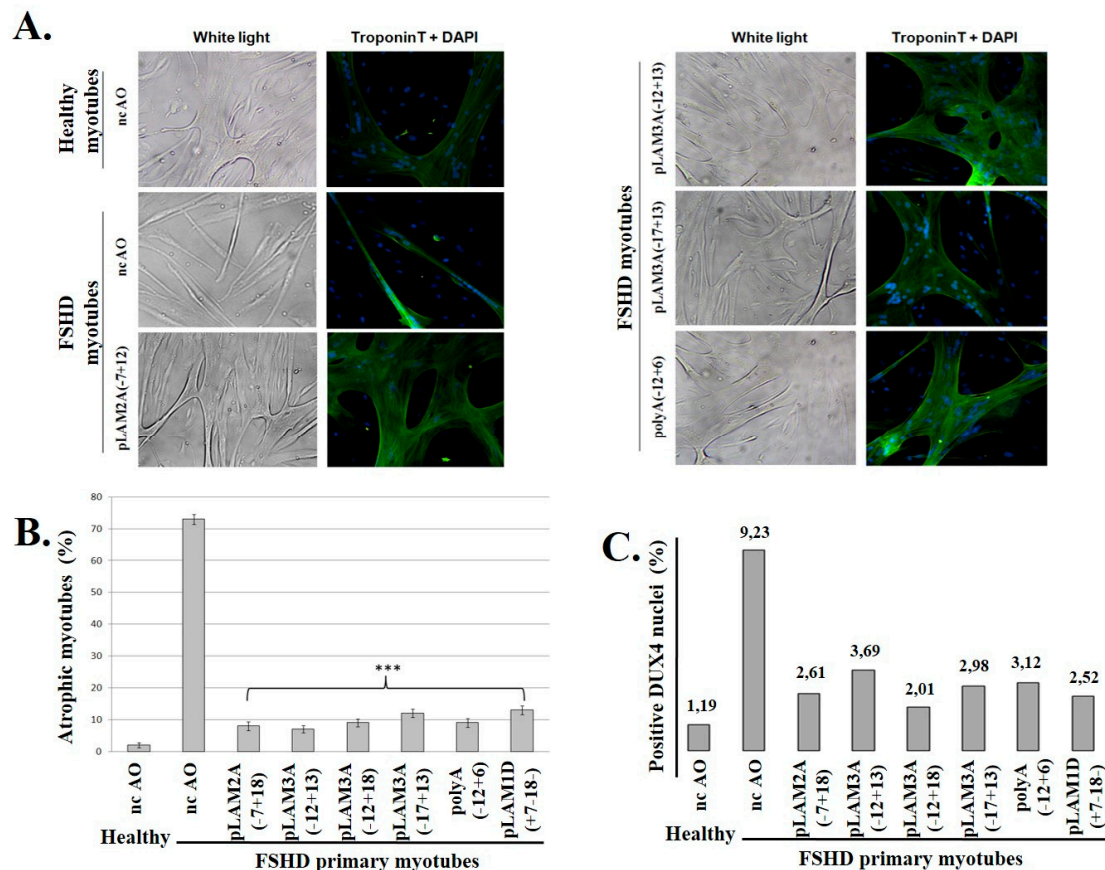 A.
White light
TroponinT + DAPI
Healthy
myotubes
nc AO
FSHD
myotubes
nc AO
pLAM2A(-7+12)
White light
TroponinT + DAPI
FSHD myotubes
pLAM3A(-12+13)
pLAM3A(-17+13)
polyA(-12+6)
B.
Atrophic myotubes (%)
80
70
60
50
40
30
20
10
0
***
nc AO
nc AO
pLAM2A
(-7+18)
pLAM3A
(-12+13)
pLAM3A
(-12+18)
pLAM3A
(-17+13)
polyA
(-12+6)
pLAM1D
(+7-18-)
Healthy
FSHD primary myotubes
C.
Positive DUX4 nuclei (%)
1,19
9,23
2,61
3,69
2,01
2,98
3,12
2,52
nc AO
nc AO
pLAM2A
(-7+18)
pLAM3A
(-12+13)
pLAM3A
(-12+18)
pLAM3A
(-17+13)
polyA
(-12+6)
pLAM1D
(+7-18-)
Healthy
FSHD primary myotubes